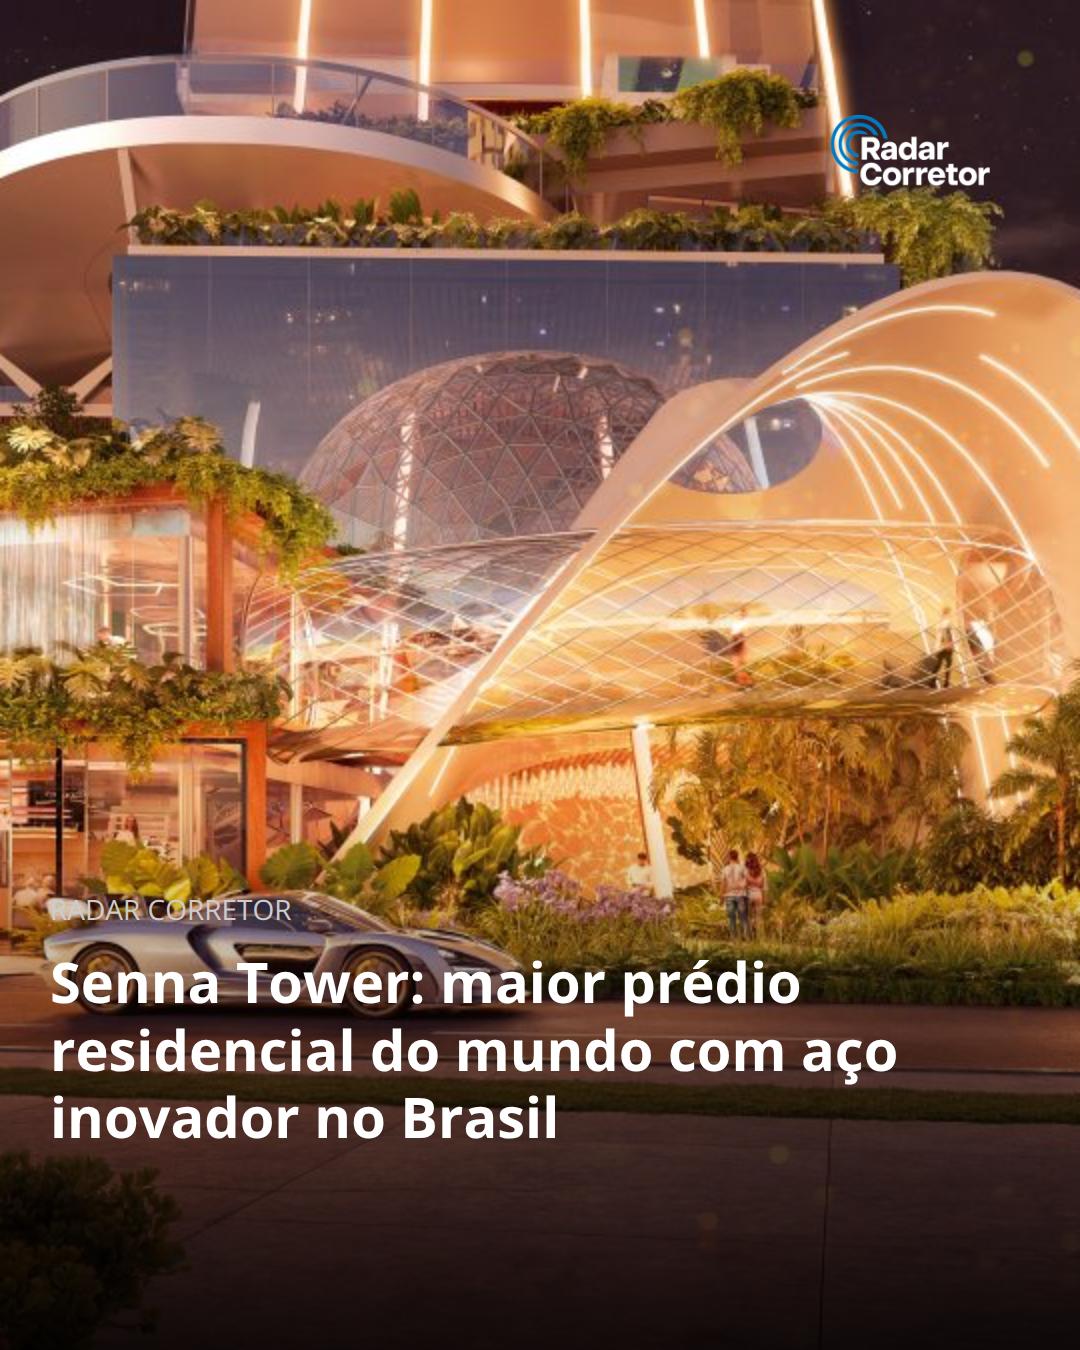 Radar
Corretor
RADAR CORRETOR
Senna Tower: maior prédio
residencial do mundo com aço
inovador no Brasil